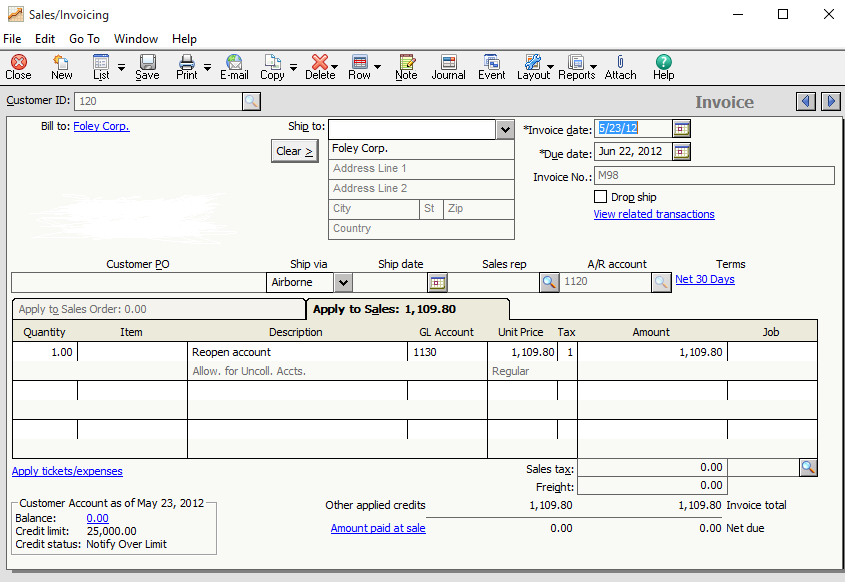 Sales/Invoicing
File Edit Go To Window Help
Close New List Save Print E-mail Copy Delete Row Note Journal Event Layout Reports Attach Help
Customer ID: 120 Invoice
Bill to: Foley Corp. Ship to: *Invoice date: 5/23/12
Clear > Foley Corp. *Due date: Jun 22, 2012
Address Line 1 Invoice No.: M98
Address Line 2 Drop ship
City St Zip View related transactions
Country
Customer PO Ship via Ship date Sales rep A/R account Terms
Airborne 1120 Net 30 Days
Apply to Sales Order: 0.00 Apply to Sales: 1,109.80
Quantity Item Description GL Account Unit Price Tax Amount Job
1.00 Reopen account 1130 1,109.80 1 1,109.80
Allow. for Uncoll. Accts. Regular
Apply tickets/expenses Sales tax: 0.00
Freight: 0.00
Customer Account as of May 23, 2012 Other applied credits 1,109.80 1,109.80 Invoice total
Balance: 0.00
Credit limit: 25,000.00 Amount paid at sale 0.00 0.00 Net due
Credit status: Notify Over Limit